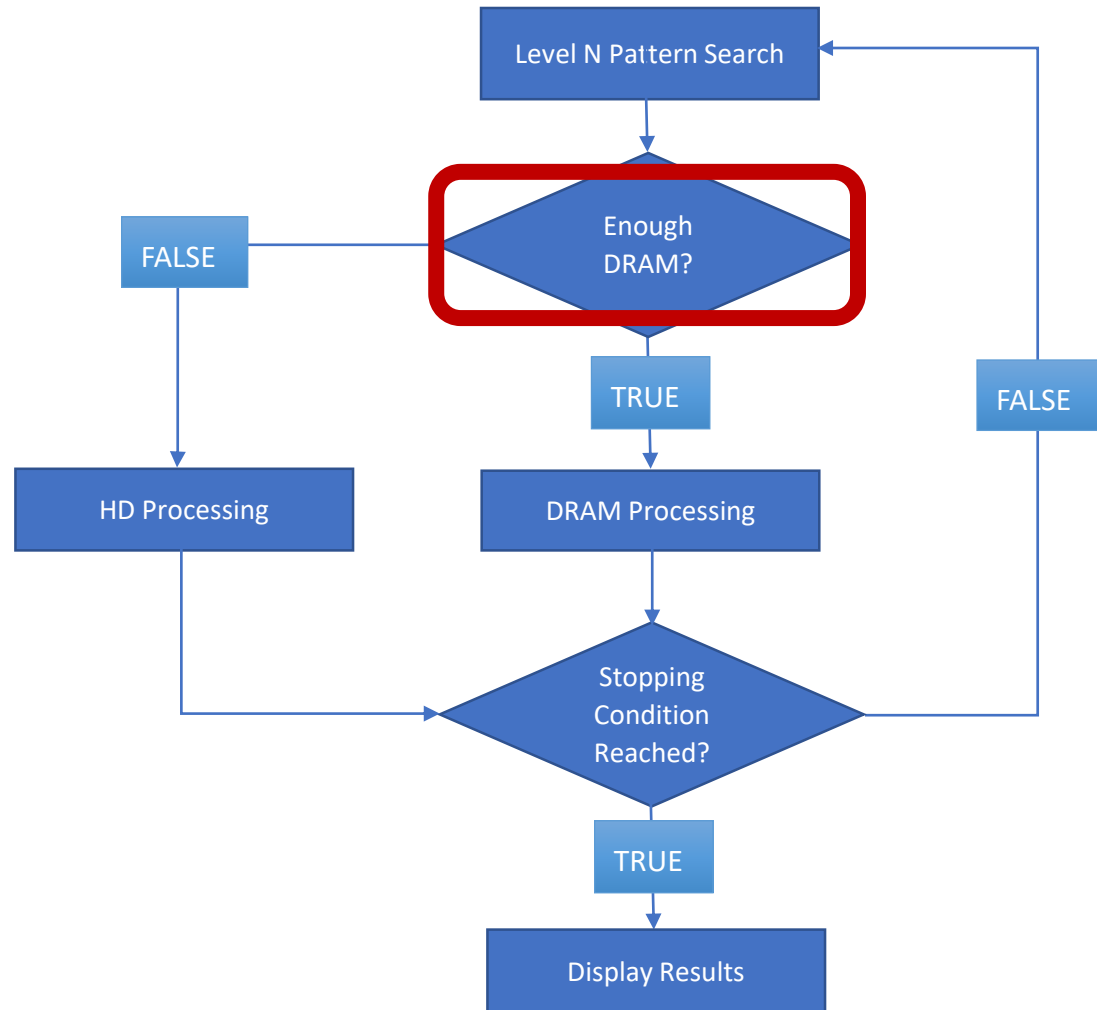 Level N Pattern Search
Enough
DRAM?
FALSE
TRUE
FALSE
HD Processing
DRAM Processing
Stopping
Condition
Reached?
TRUE
Display Results